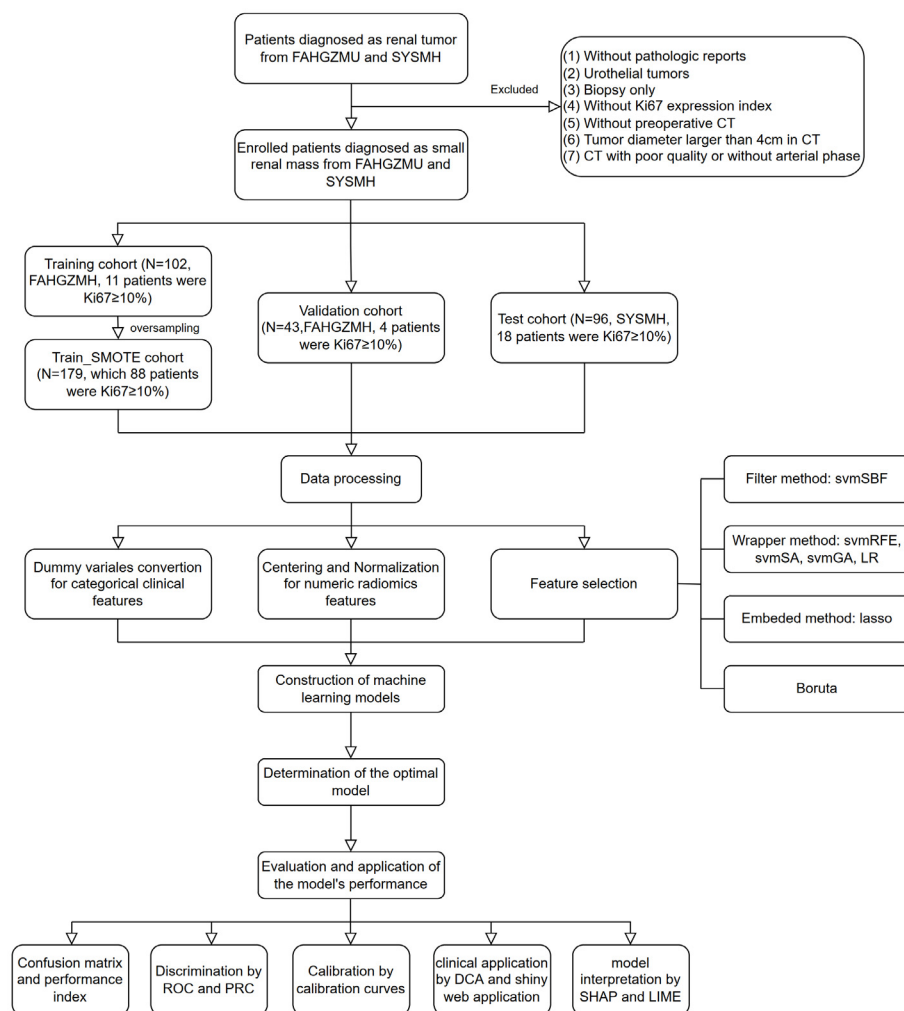 Patients diagnosed as renal tumor
from FAHGZMU and SYSMH
Excluded
(1) Without pathologic reports
(2) Urothelial tumors
(3) Biopsy only
(4) Without Ki67 expression index
(5) Without preoperative CT
(6) Tumor diameter larger than 4cm in CT
(7) CT with poor quality or without arterial phase
Enrolled patients diagnosed as small
renal mass from FAHGZMU and
SYSMH
Training cohort (N=102,
FAHGZMH, 11 patients were
Ki67≥10%)
oversampling
Train_SMOTE cohort
(N=179, which 88 patients
were Ki67≥10%)
Validation cohort
(N=43,FAHGZMH, 4 patients
were Ki67≥10%)
Test cohort (N=96, SYSMH,
18 patients were Ki67≥10%)
Data processing
Dummy variales convertion
for categorical clinical
features
Centering and Normalization
for numeric radiomics
features
Feature selection
Filter method: svmSBF
Wrapper method: svmRFE,
svmSA, svmGA, LR
Embeded method: lasso
Boruta
Construction of machine
learning models
Determination of the optimal
model
Evaluation and application of
the model's performance
Confusion matrix
and performance
index
Discrimination by
ROC and PRC
Calibration by
calibration curves
clinical application
by DCA and shiny
web application
model
interpretation by
SHAP and LIME